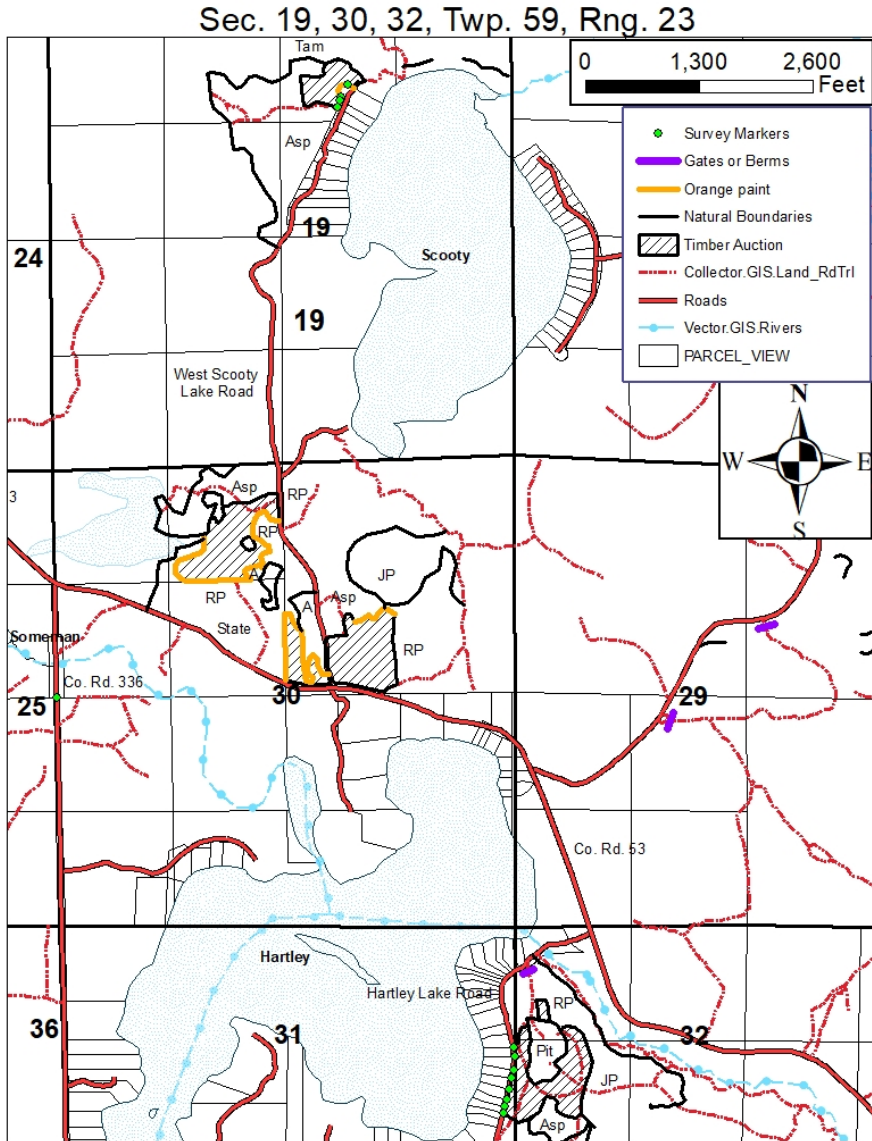 Sec. 19, 30, 32, Twp. 59, Rng. 23
Tam
0 1,300 2,600
Feet
Survey Markers
Gates or Berms
Orange paint
Natural Boundaries
Timber Auction
Collector.GIS.Land_RdTrl
Roads
Vector.GIS.Rivers
PARCEL_VIEW
Asp
19
24
Scooty
19
West Scooty
Lake Road
N
W E
S
Asp
RP
3
RP
A
JP
RP
Asp
A
State
RP
Someman
Co. Rd. 336
25
30
29
Co. Rd. 53
Hartley
Hartley Lake Road
RP
36
31
32
Pit
JP
Asp